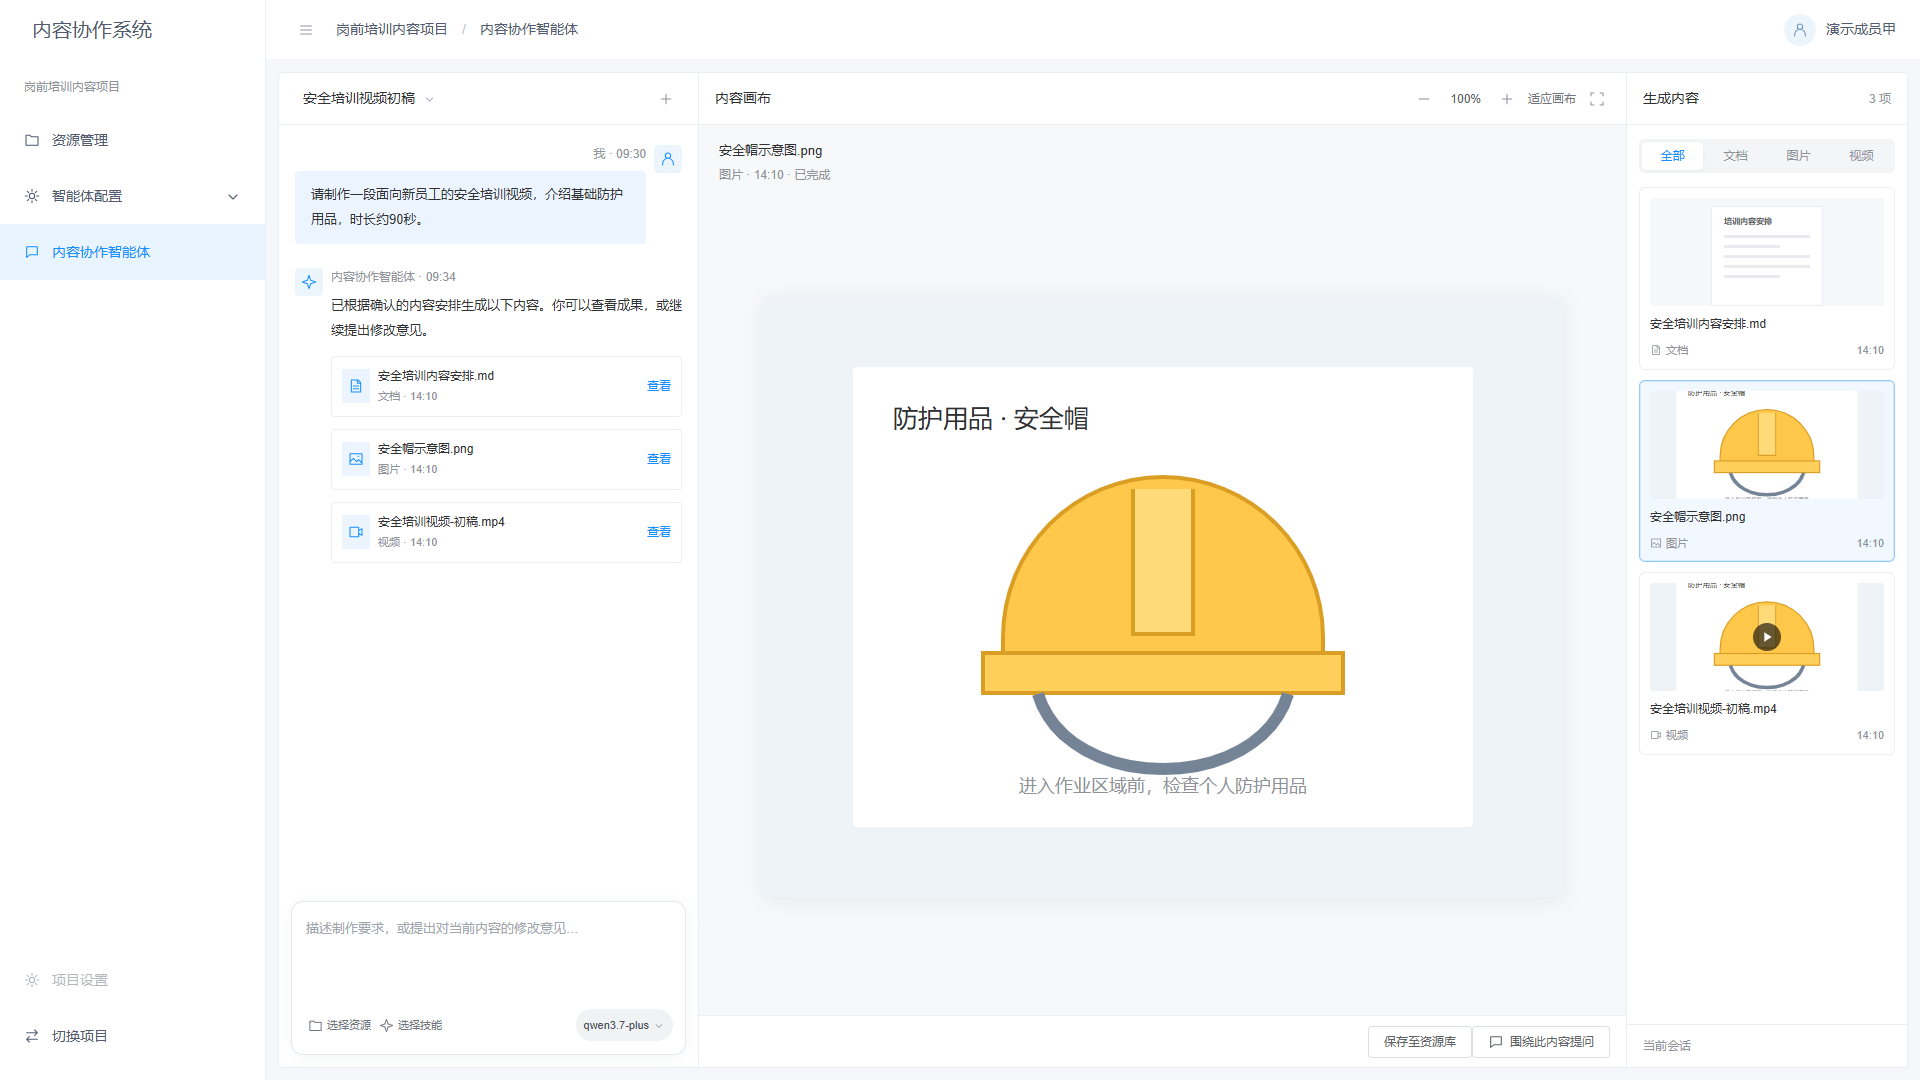 内容协作系统
岗前培训内容项目
资源管理
智能体配置
内容协作智能体
项目设置
切换项目
岗前培训内容项目 / 内容协作智能体
演示成员甲
安全培训视频初稿
我 · 09:30
请制作一段面向新员工的安全培训视频，介绍基础防护
用品，时长约90秒。
内容协作智能体 · 09:34
已根据确认的内容安排生成以下内容。你可以查看成果，或继
续提出修改意见。
安全培训内容安排.md
文档 · 14:10
查看
安全帽示意图.png
图片 · 14:10
查看
安全培训视频-初稿.mp4
视频 · 14:10
查看
描述制作要求，或提出对当前内容的修改意见...
选择资源
选择技能
qwen3.7-plus
内容画布
100%
适应画布
安全帽示意图.png
图片 · 14:10 · 已完成
防护用品 · 安全帽
进入作业区域前，检查个人防护用品
保存至资源库
围绕此内容提问
生成内容
3 项
全部
文档
图片
视频
培训内容安排
安全培训内容安排.md
文档
14:10
防护用品 · 安全帽
安全帽示意图.png
图片
14:10
防护用品 · 安全帽
安全培训视频-初稿.mp4
视频
14:10
当前会话